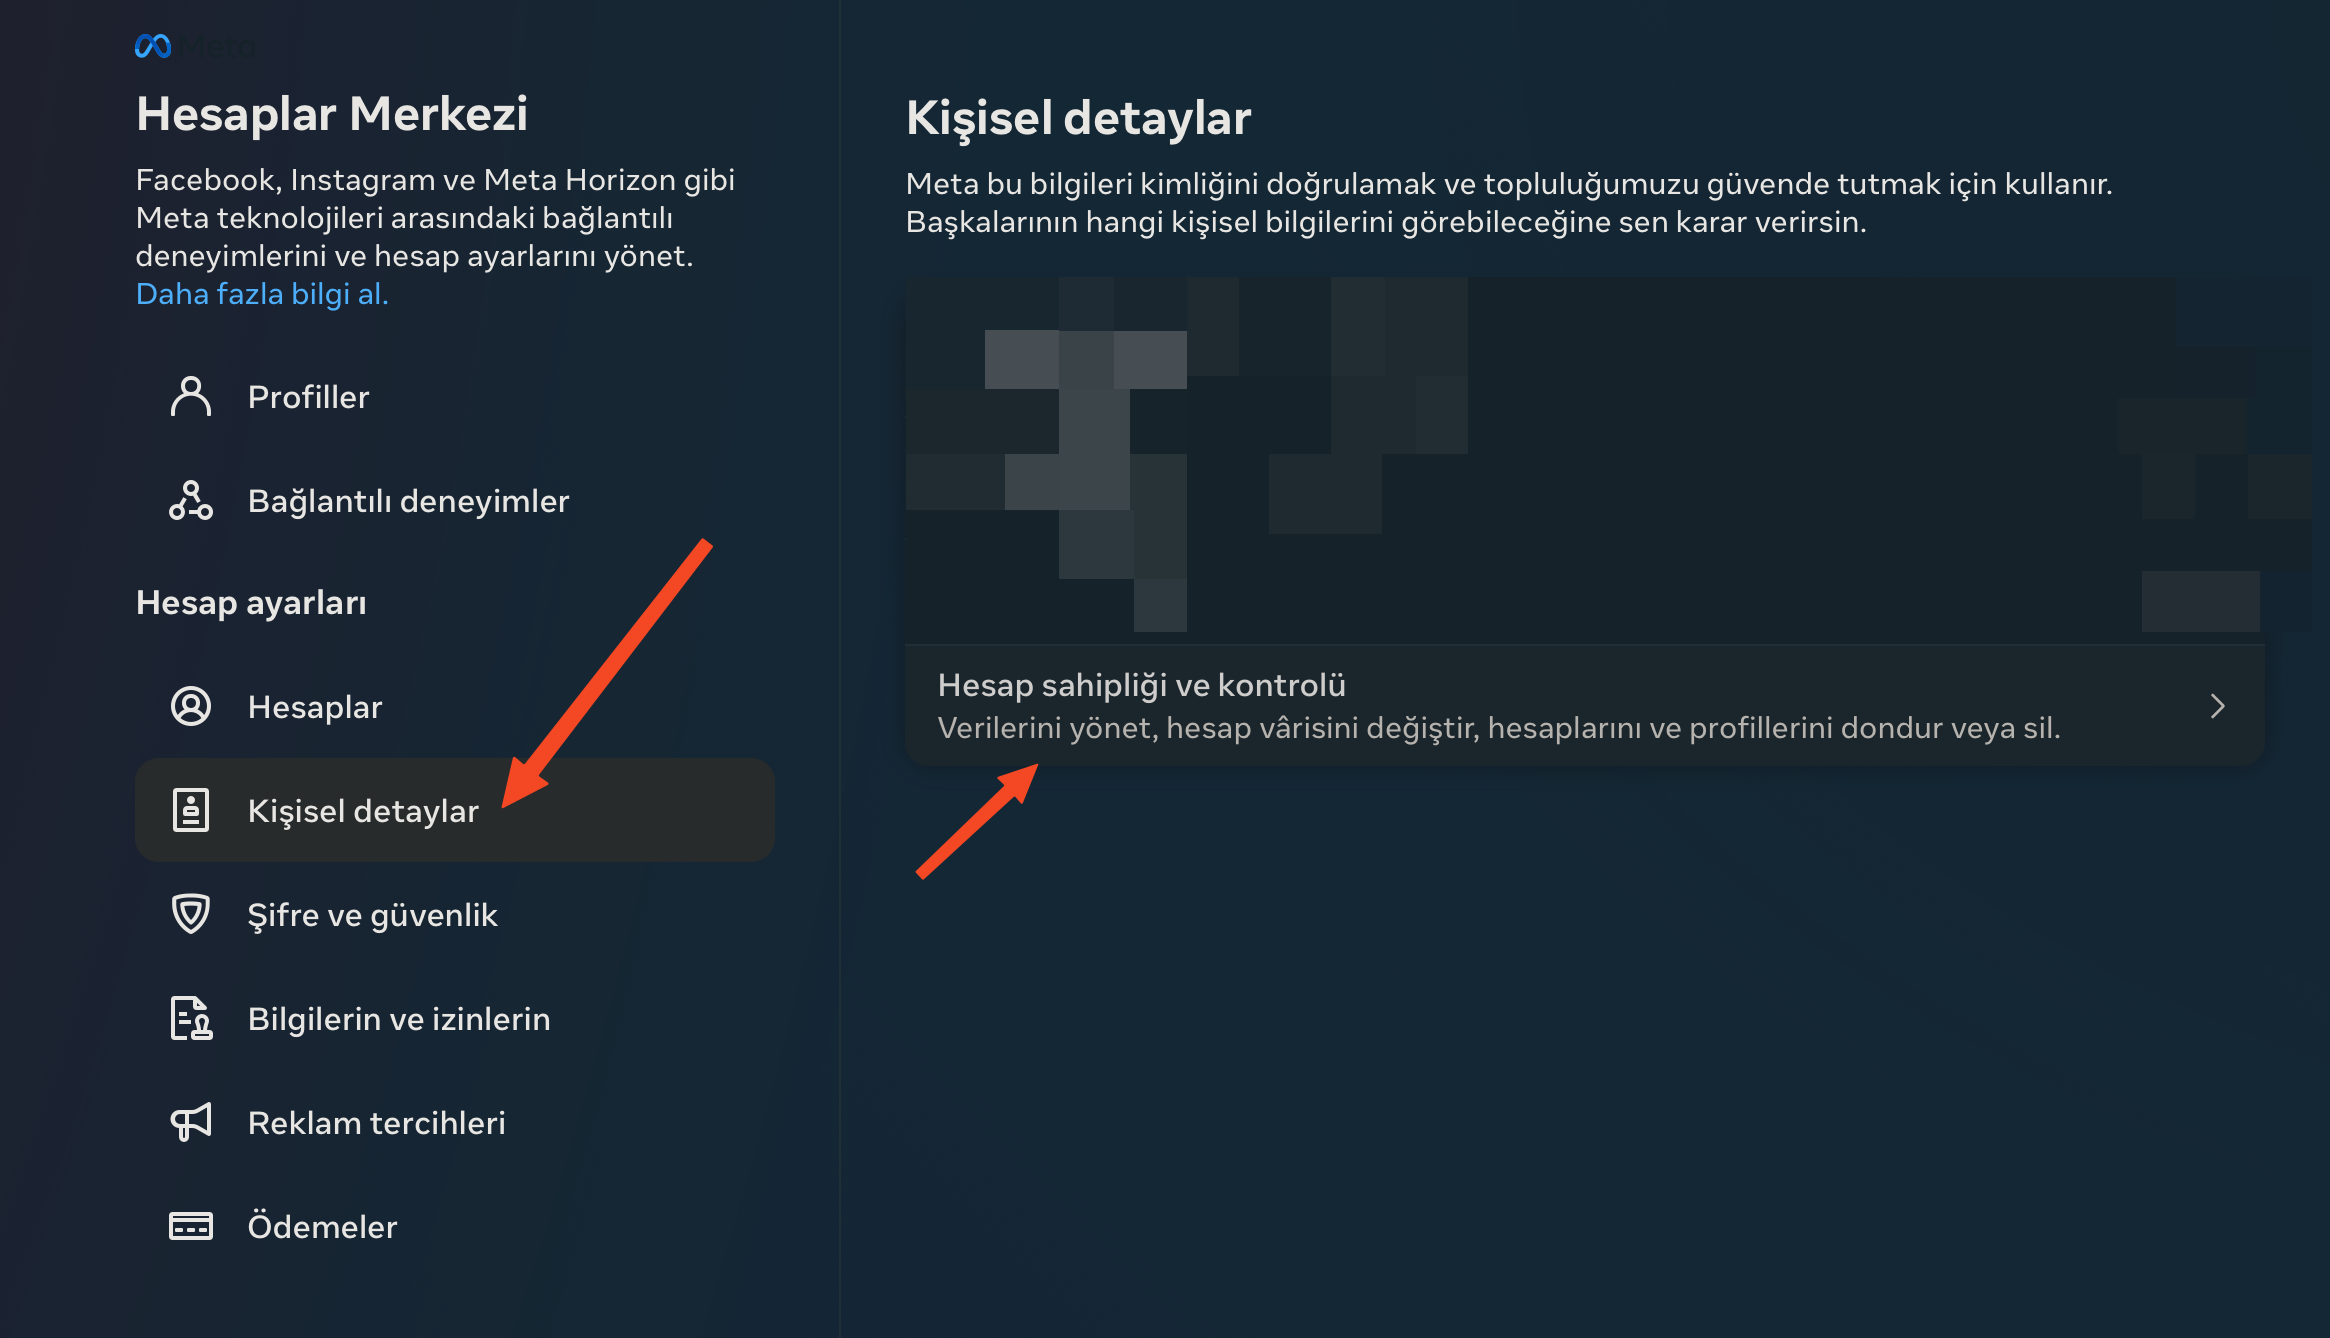 Meta
Hesaplar Merkezi
Facebook, Instagram ve Meta Horizon gibi
Meta teknolojileri arasındaki bağlantılı
deneyimlerini ve hesap ayarlarını yönet.
Daha fazla bilgi al.
Profiller
Bağlantılı deneyimler
Hesap ayarları
Hesaplar
Kişisel detaylar
Şifre ve güvenlik
Bilgilerin ve izinlerin
Reklam tercihleri
Ödemeler
Kişisel detaylar
Meta bu bilgileri kimliğini doğrulamak ve topluluğumuzu güvende tutmak için kullanır.
Başkalarının hangi kişisel bilgilerini görebileceğine sen karar verirsin.
Hesap sahipliği ve kontrolü
Verilerini yönet, hesap vârisini değiştir, hesaplarını ve profillerini dondur veya sil.